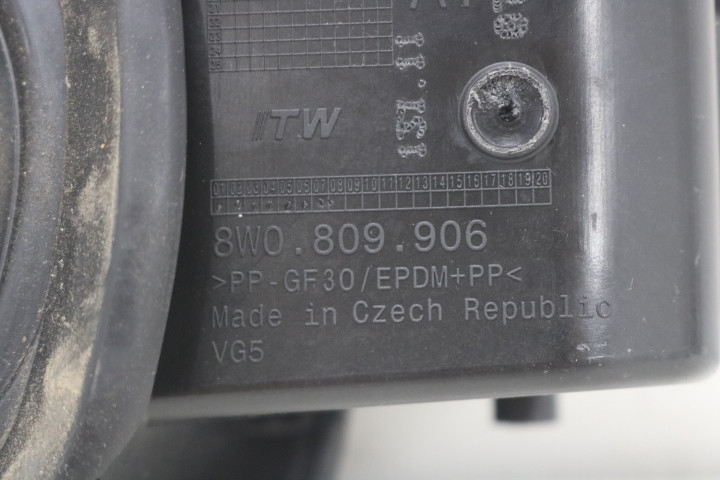 ITW
01 02 03 04 05 06 07 08 09 10 11 12 13 14 15 16 17 18 19 20
8W0.809.906
>PP-GF30/EPDM+PP<
Made in Czech Republic
VG5